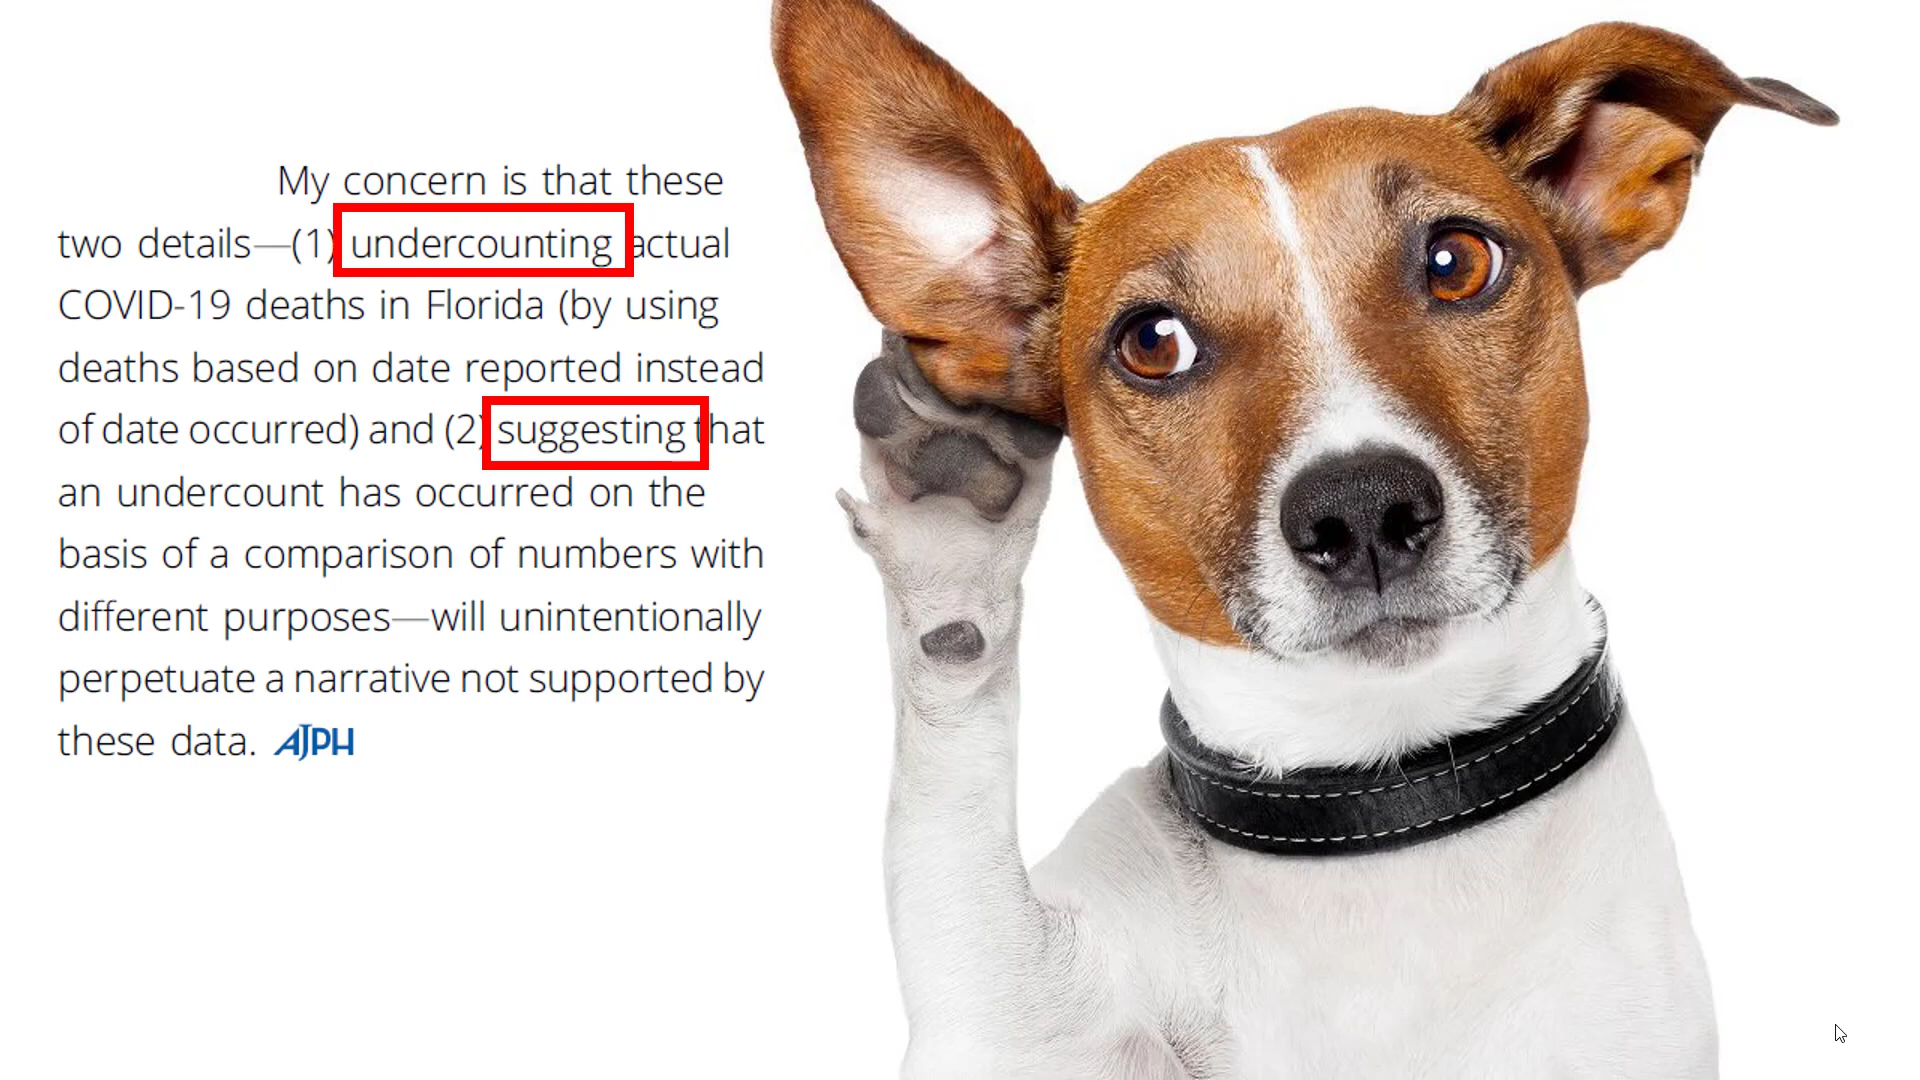 My concern is that these
two details—(1) undercounting actual
COVID-19 deaths in Florida (by using
deaths based on date reported instead
of date occurred) and (2) suggesting that
an undercount has occurred on the
basis of a comparison of numbers with
different purposes—will unintentionally
perpetuate a narrative not supported by
these data. AJPH